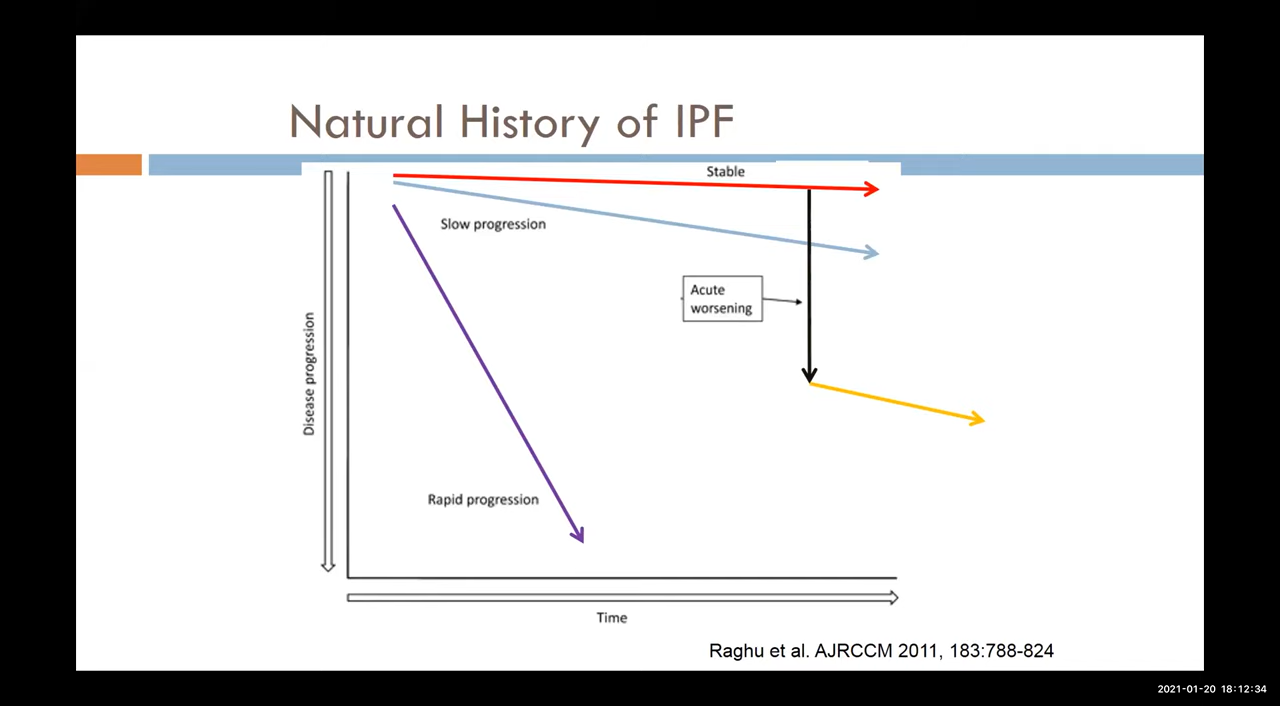 Natural History of IPF
Stable
Slow progression
Acute
worsening
Disease progression
Rapid progression
Time
Raghu et al. AJRCCM 2011, 183:788-824
2021-01-20 18:12:34